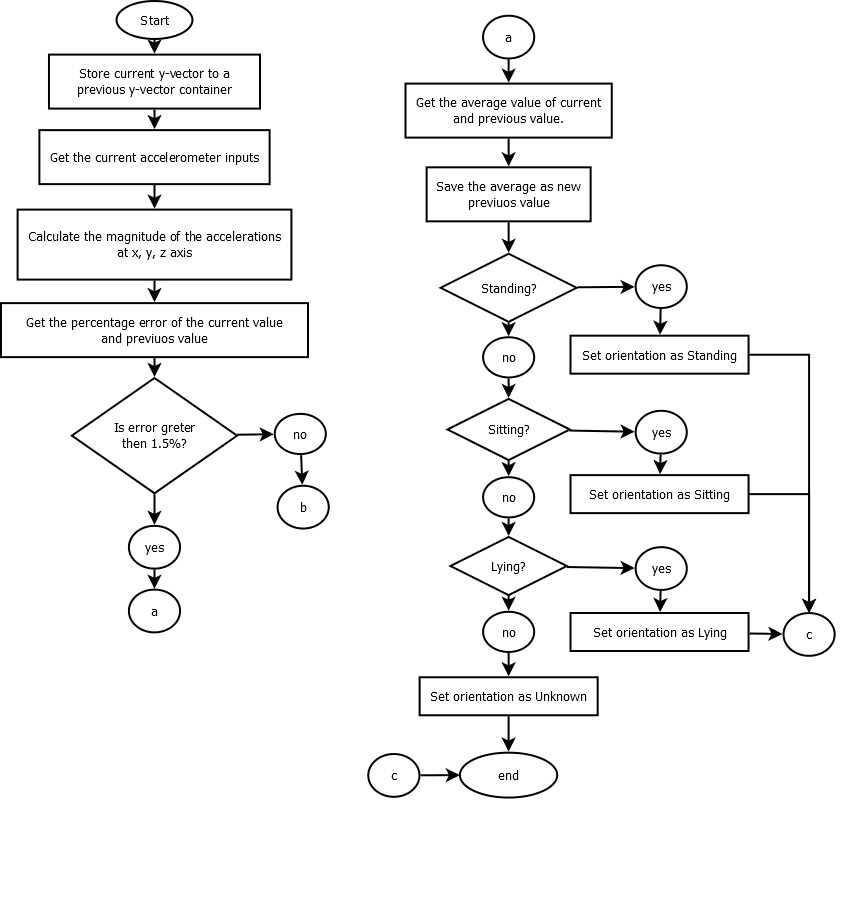 Start
Store current y-vector to a
previous y-vector container
Get the current accelerometer inputs
Calculate the magnitude of the accelerations
at x, y, z axis
Get the percentage error of the current value
and previuos value
Is error greter
then 1.5%?
no
b
yes
a
a
Get the average value of current
and previous value.
Save the average as new
previuos value
Standing?
yes
Set orientation as Standing
no
Sitting?
yes
Set orientation as Sitting
no
Lying?
yes
Set orientation as Lying
c
no
Set orientation as Unknown
c
end